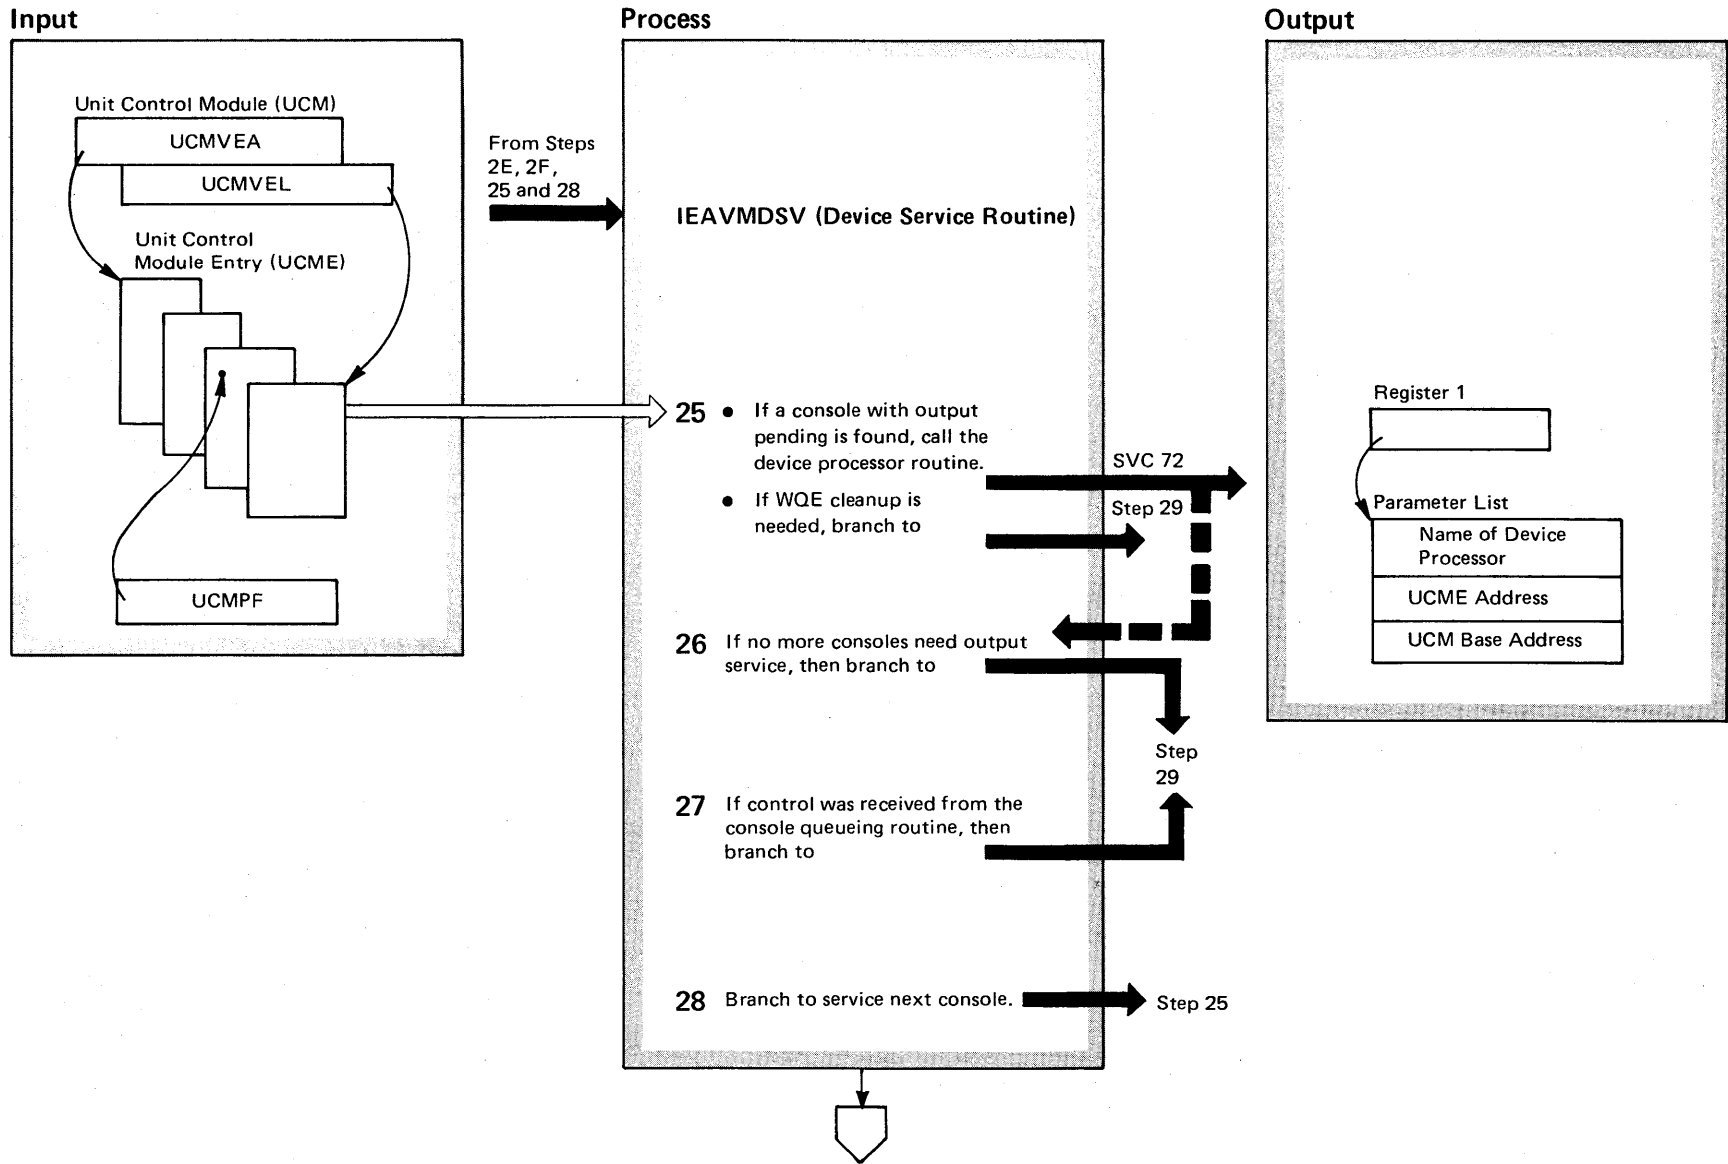 Input
Unit Control Module (UCM)
UCMVEA
UCMVEL
Unit Control
Module Entry (UCME)
UCMPF
From Steps
2E, 2F,
25 and 28
Process
IEAVMDSV (Device Service Routine)
25 • If a console with output
pending is found, call the
device processor routine.
SVC 72
• If WQE cleanup is
needed, branch to
Step 29
26 If no more consoles need output
service, then branch to
Step
29
27 If control was received from the
console queueing routine, then
branch to
28 Branch to service next console.
Step 25
Output
Register 1
Parameter List
Name of Device
Processor
UCME Address
UCM Base Address